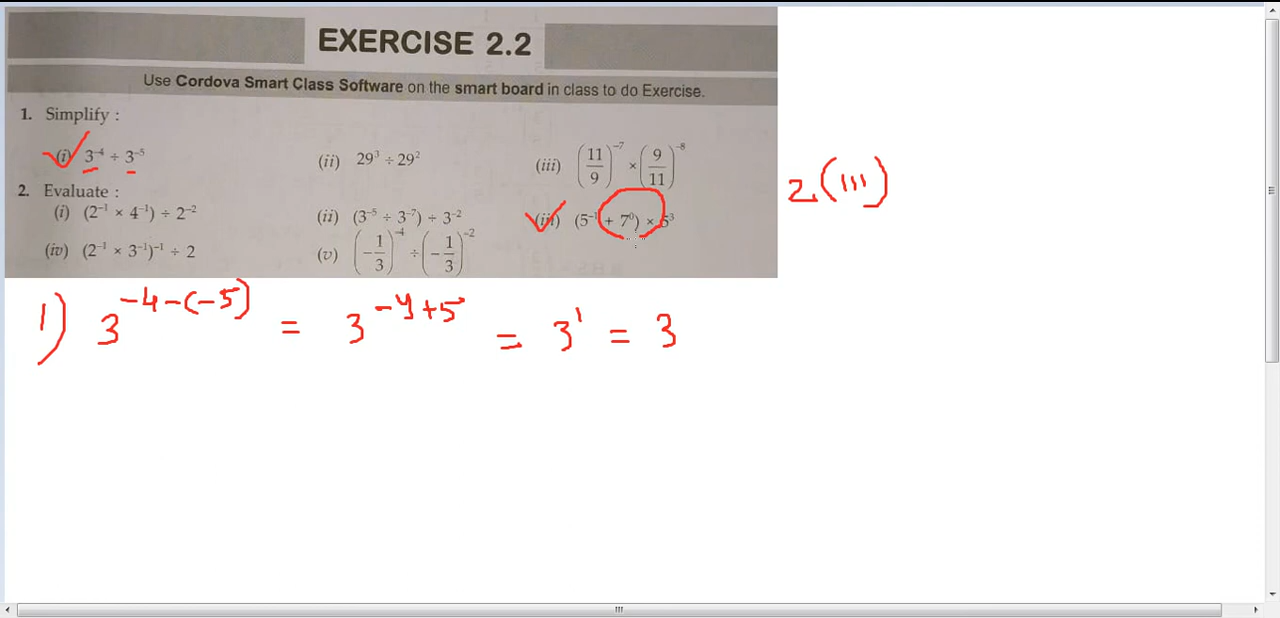 EXERCISE 2.2
Use Cordova Smart Class Software on the smart board in class to do Exercise.
1. Simplify :
(i) 3⁻⁴ ÷ 3⁻⁵ (ii) 29³ ÷ 29² (iii) (11/9)⁻⁷ × (9/11)⁻⁸
2. Evaluate :
(i) (2⁻¹ × 4⁻¹) ÷ 2⁻² (ii) (3⁻⁵ ÷ 3⁻⁷) ÷ 3⁻² (iii) (5⁻¹ + 7⁰) × 5³
(iv) (2⁻¹ × 3⁻¹)⁻¹ ÷ 2 (v) (-1/3)⁻⁴ ÷ (-1/3)⁻²
2(iii)
1) 3⁻⁴⁻⁽⁻⁵⁾ = 3⁻⁴⁺⁵ = 3¹ = 3